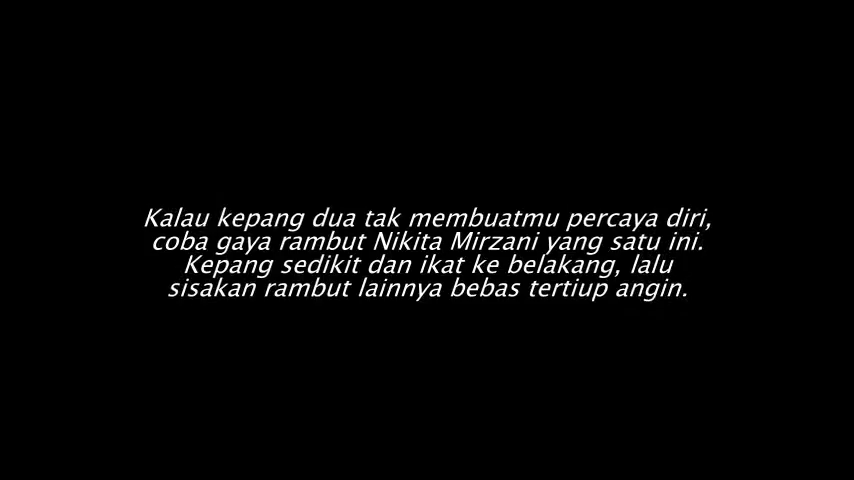 Kalau kepang dua tak membuatmu percaya diri,
coba gaya rambut Nikita Mirzani yang satu ini.
Kepang sedikit dan ikat ke belakang, lalu
sisakan rambut lainnya bebas tertiup angin.